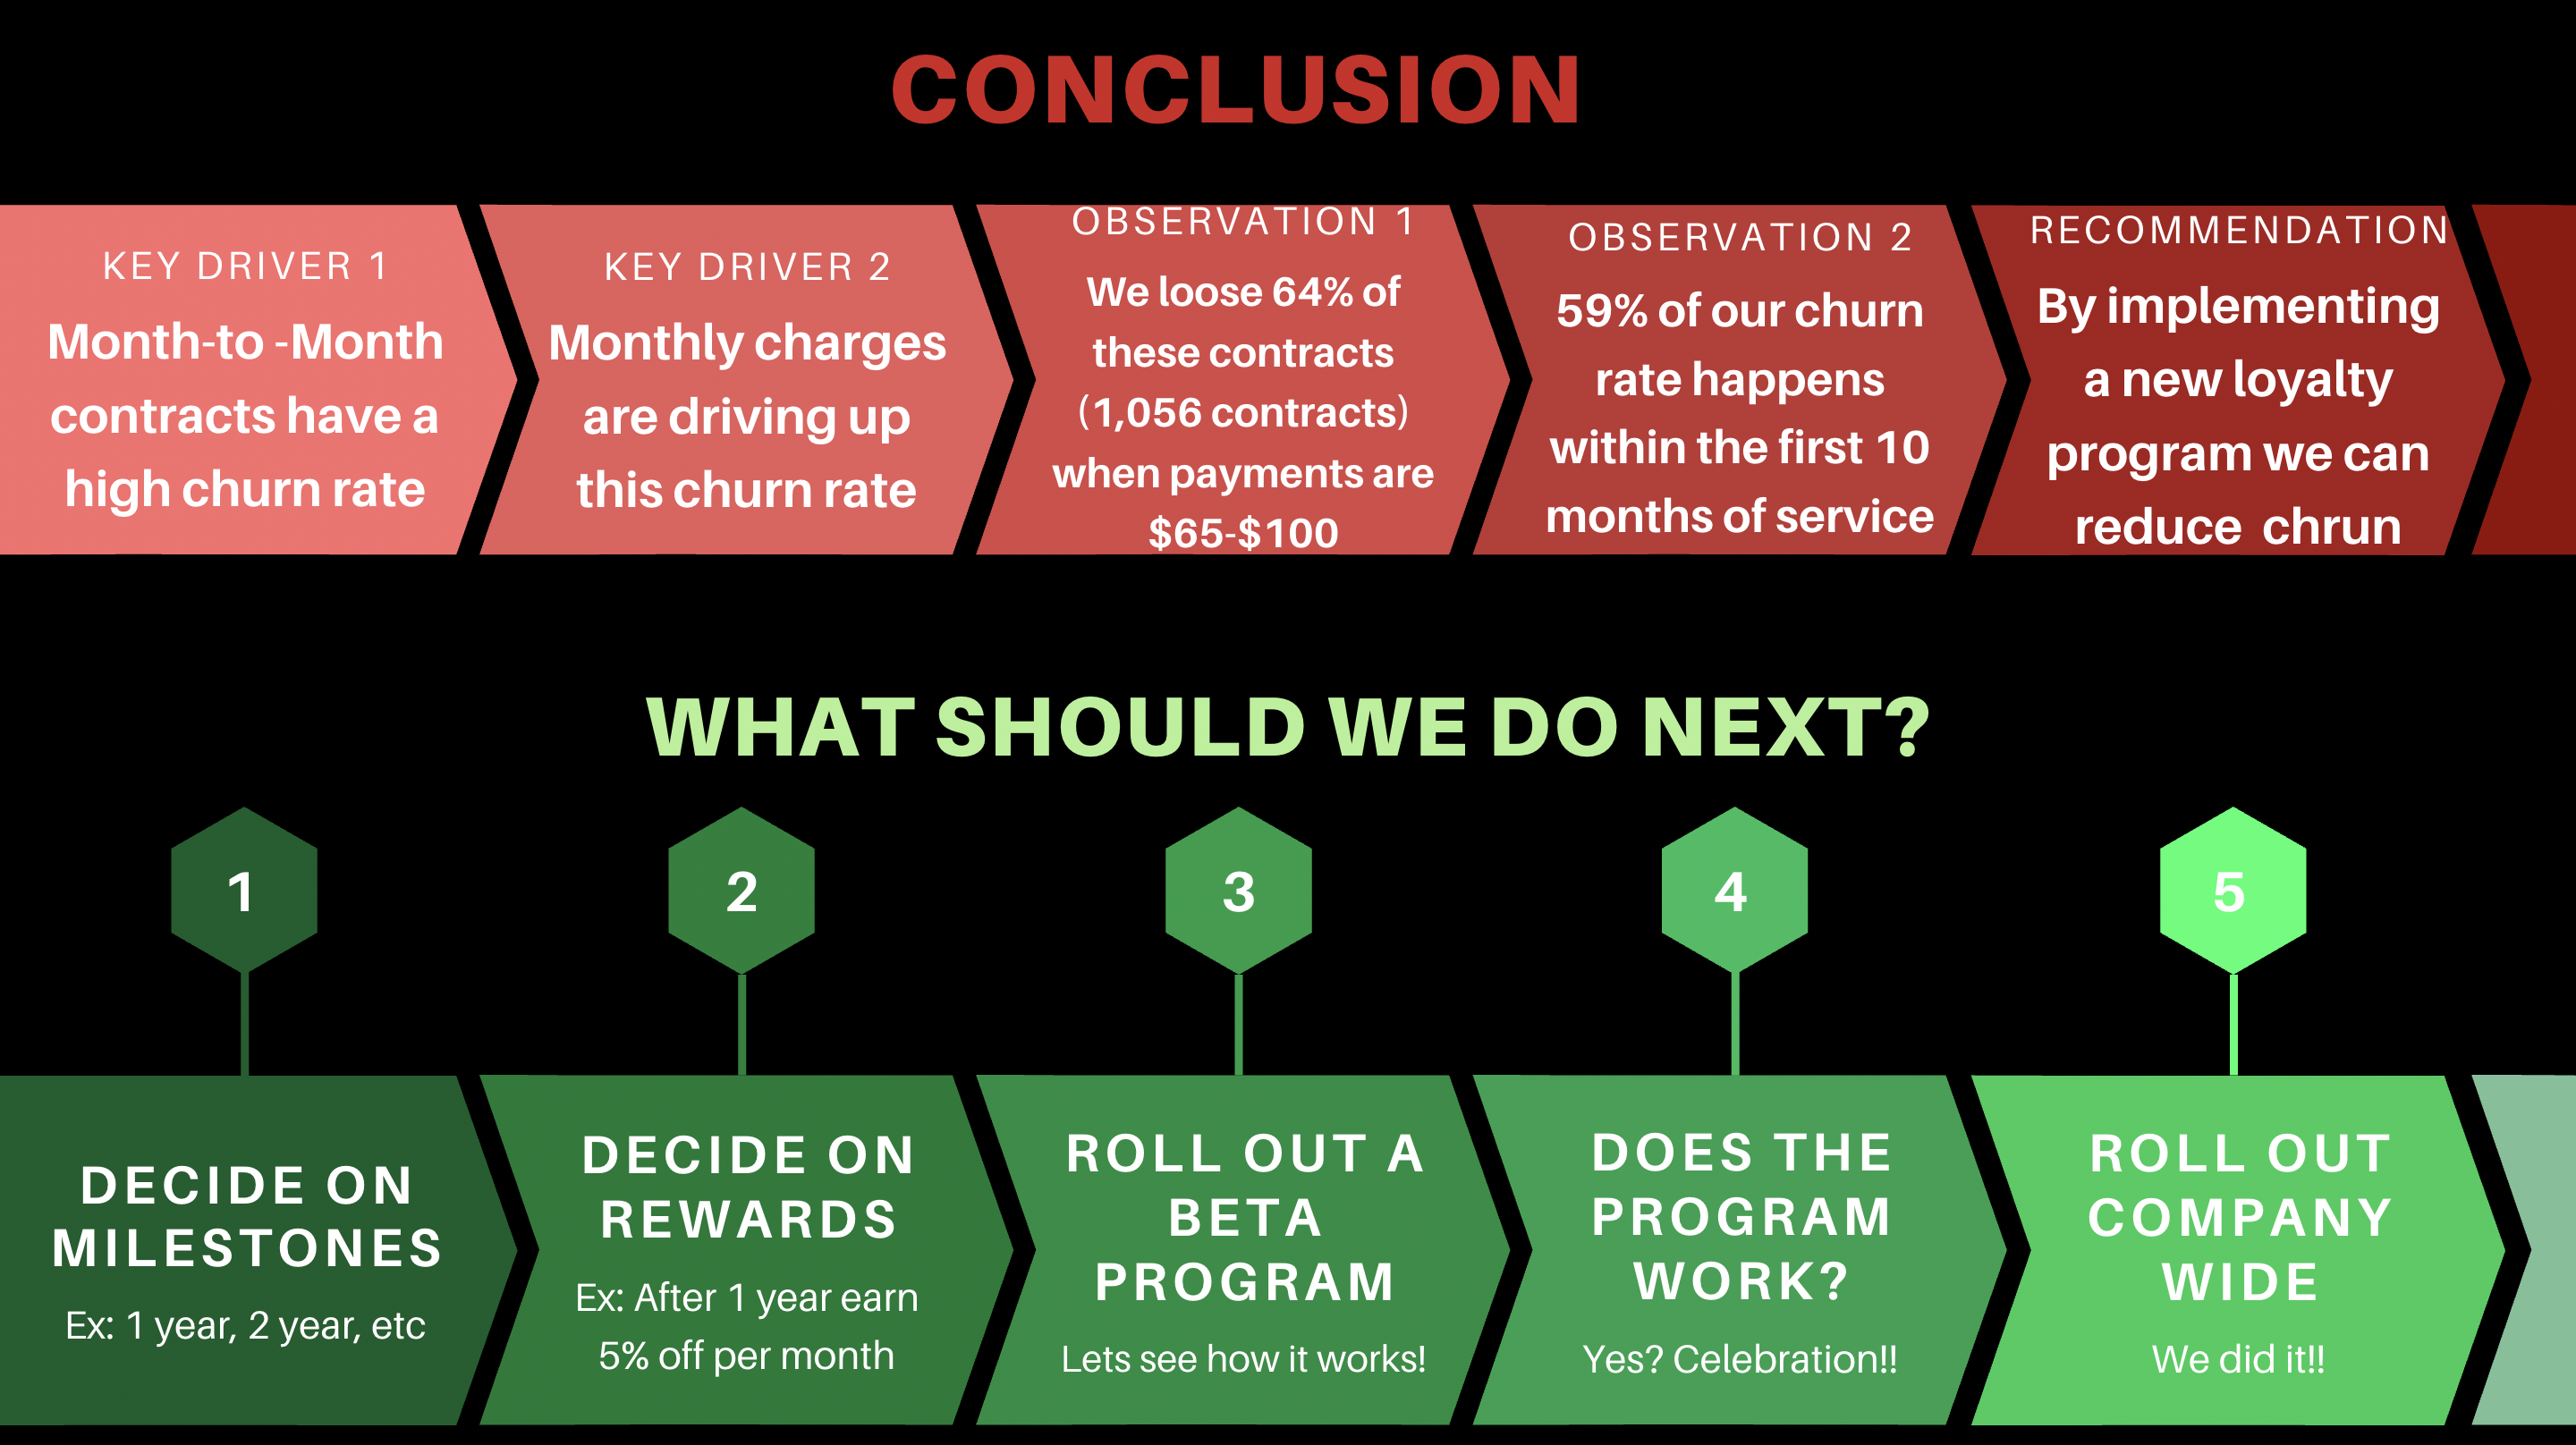 CONCLUSION
KEY DRIVER 1
Month-to -Month
contracts have a
high churn rate
KEY DRIVER 2
Monthly charges
are driving up
this churn rate
OBSERVATION 1
We loose 64% of
these contracts
(1,056 contracts)
when payments are
$65-$100
OBSERVATION 2
59% of our churn
rate happens
within the first 10
months of service
RECOMMENDATION
By implementing
a new loyalty
program we can
reduce  chrun
WHAT SHOULD WE DO NEXT?
1
2
3
4
5
DECIDE ON
MILESTONES
Ex: 1 year, 2 year, etc
DECIDE ON
REWARDS
Ex: After 1 year earn
5% off per month
ROLL OUT A
BETA
PROGRAM
Lets see how it works!
DOES THE
PROGRAM
WORK?
Yes? Celebration!!
ROLL OUT
COMPANY
WIDE
We did it!!